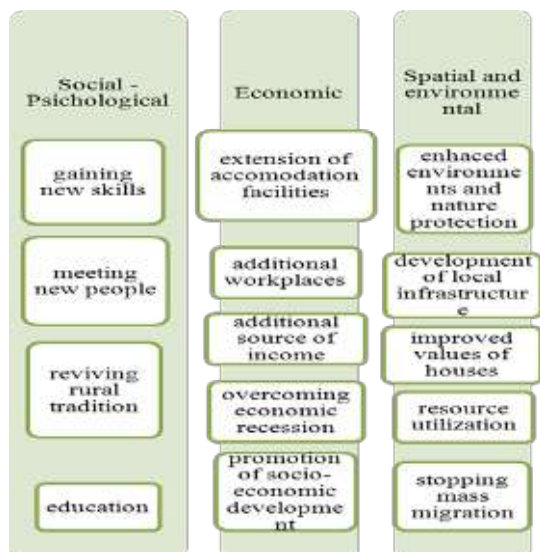 Social -
Psichological
gaining
new skills
meeting
new people
reviving
rural
tradition
education
Economic
extension of
accomodation
facilities
additional
workplaces
additional
source of
income
overcoming
economic
recession
promotion
of socio-
economic
developme
nt
Spatial and
environme
ntal
enhaced
environme
nts and
nature
protection
development
of local
infrastructur
e
improved
values of
houses
resource
utilization
stopping
mass
migration